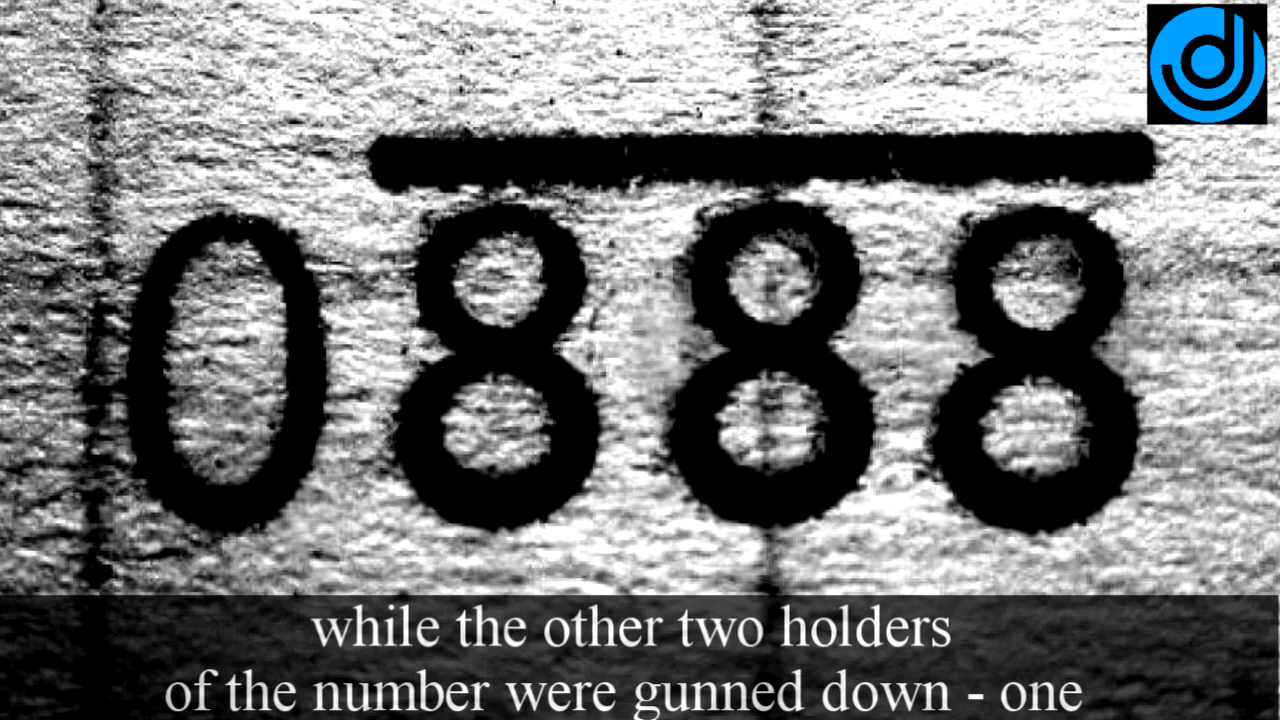 0888
while the other two holders
of the number were gunned down - one